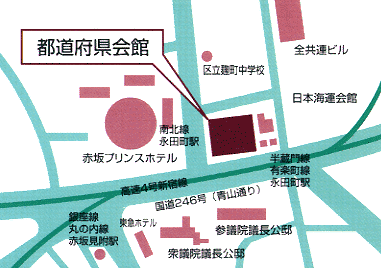 都道府県会館
全共連ビル
区立麹町中学校
日本海運会館
南北線
永田町駅
赤坂プリンスホテル
半蔵門線
有楽町線
永田町駅
高速4号新宿線
国道246号（青山通り）
銀座線
丸の内線
赤坂見附駅
東急ホテル
参議院議長公邸
衆議院議長公邸